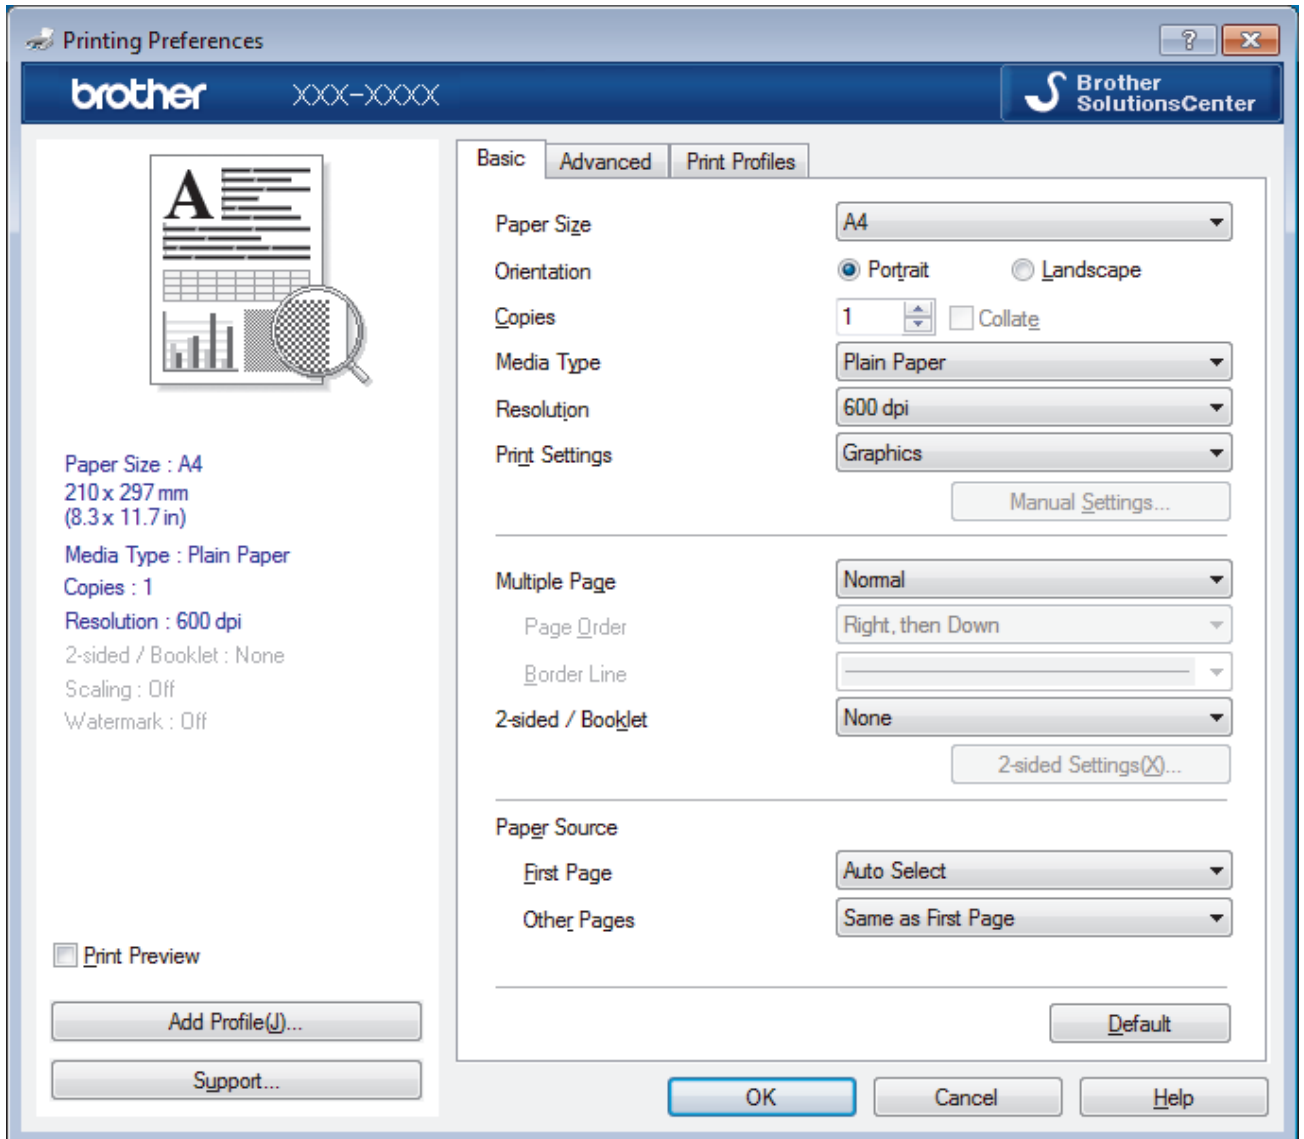 Printing Preferences
brother XXX-XXXX Brother
SolutionsCenter
A
Paper Size : A4
210 x 297 mm
(8.3 x 11.7 in)
Media Type : Plain Paper
Copies : 1
Resolution : 600 dpi
2-sided / Booklet : None
Scaling : Off
Watermark : Off
Print Preview
Add Profile(J)...
Support...
Basic Advanced Print Profiles
Paper Size A4
Orientation Portrait Landscape
Copies 1 Collate
Media Type Plain Paper
Resolution 600 dpi
Print Settings Graphics
Manual Settings...
Multiple Page Normal
Page Order Right, then Down
Border Line
2-sided / Booklet None
2-sided Settings(X)...
Paper Source
First Page Auto Select
Other Pages Same as First Page
Default
OK Cancel Help